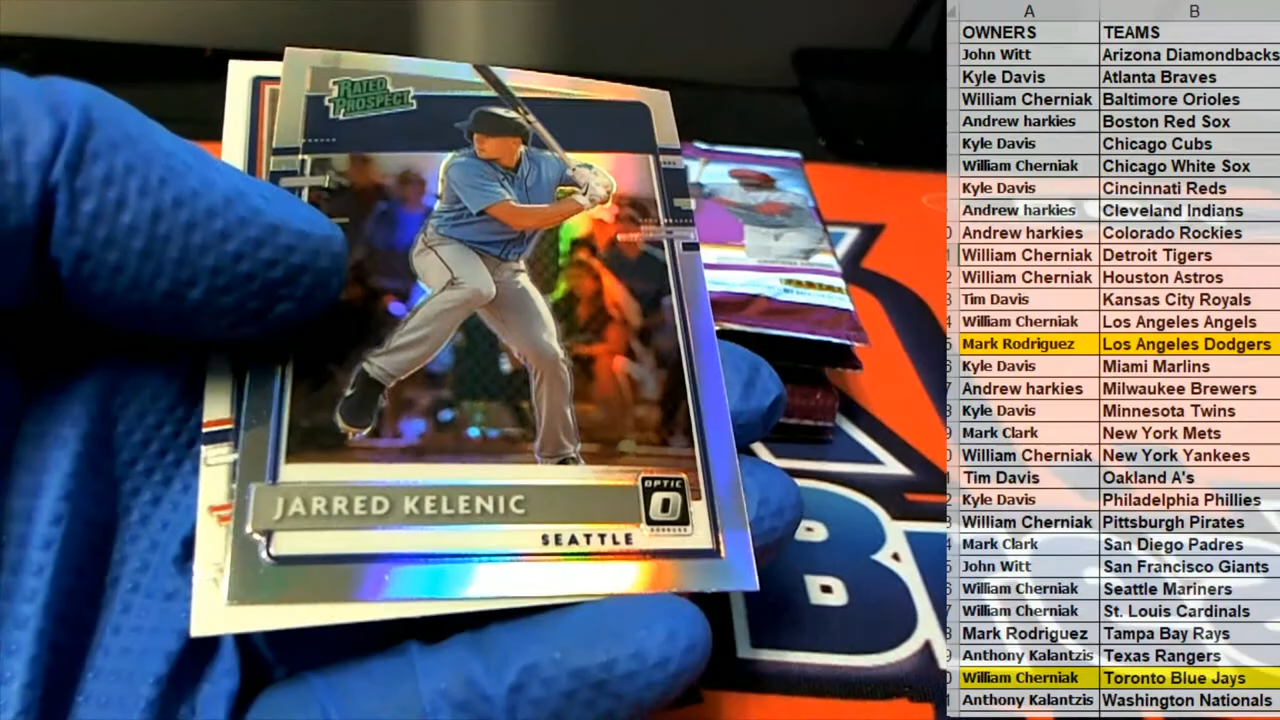 RATED
PROSPECT
JARRED KELENIC
OPTIC
DONRUSS
SEATTLE
PANINI
A B
OWNERS TEAMS
John Witt Arizona Diamondbacks
Kyle Davis Atlanta Braves
William Cherniak Baltimore Orioles
Andrew harkies Boston Red Sox
Kyle Davis Chicago Cubs
William Cherniak Chicago White Sox
Kyle Davis Cincinnati Reds
Andrew harkies Cleveland Indians
Andrew harkies Colorado Rockies
William Cherniak Detroit Tigers
William Cherniak Houston Astros
Tim Davis Kansas City Royals
William Cherniak Los Angeles Angels
Mark Rodriguez Los Angeles Dodgers
Kyle Davis Miami Marlins
Andrew harkies Milwaukee Brewers
Kyle Davis Minnesota Twins
Mark Clark New York Mets
William Cherniak New York Yankees
Tim Davis Oakland A's
Kyle Davis Philadelphia Phillies
William Cherniak Pittsburgh Pirates
Mark Clark San Diego Padres
John Witt San Francisco Giants
William Cherniak Seattle Mariners
William Cherniak St. Louis Cardinals
Mark Rodriguez Tampa Bay Rays
Anthony Kalantzis Texas Rangers
William Cherniak Toronto Blue Jays
Anthony Kalantzis Washington Nationals